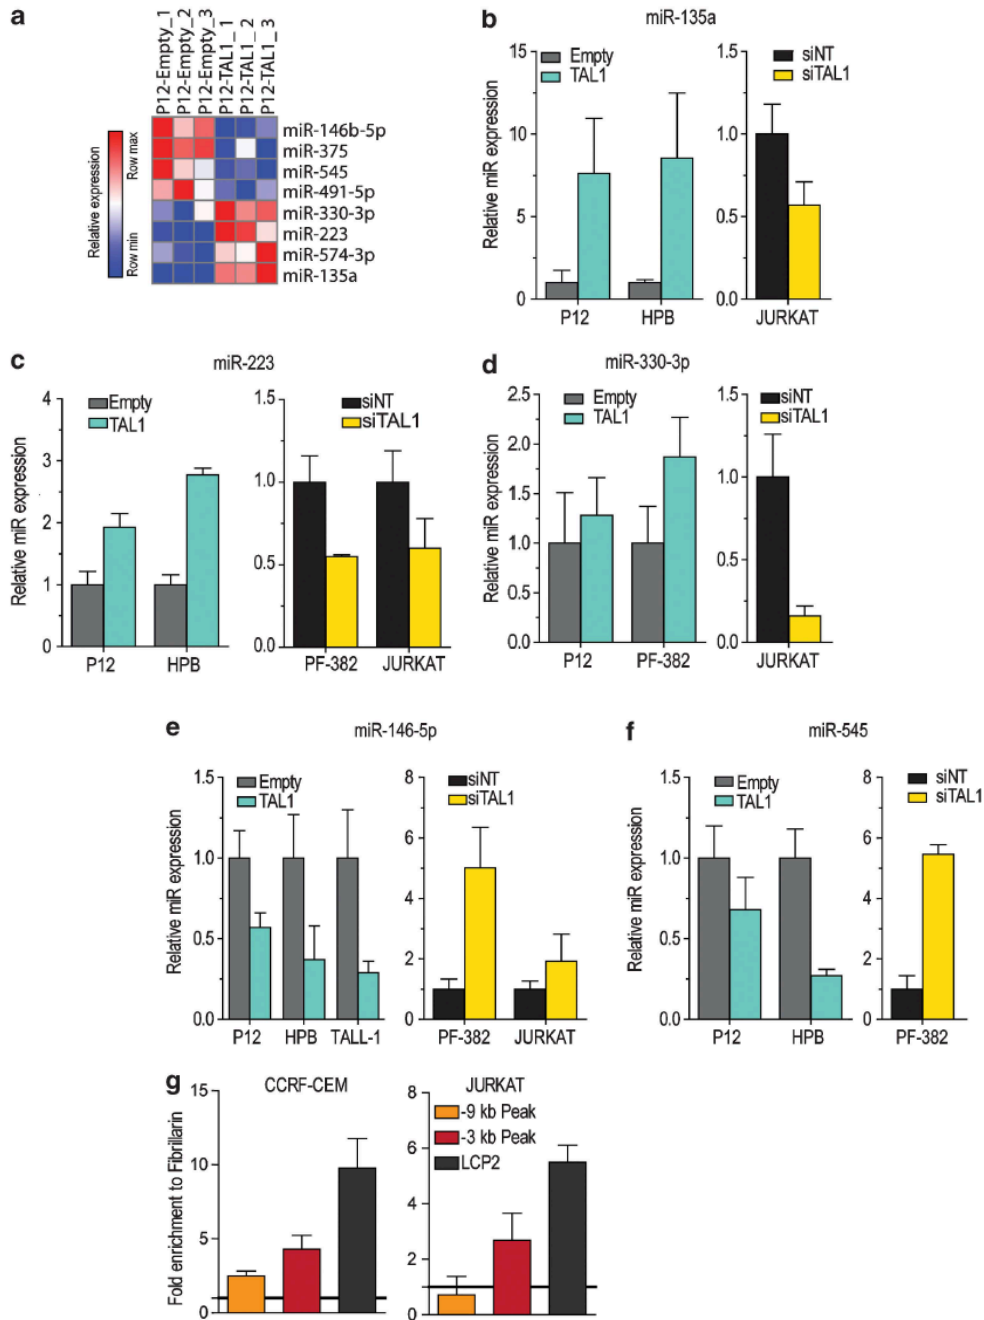 a
P12-Empty_1
P12-Empty_2
P12-Empty_3
P12-TAL1_1
P12-TAL1_2
P12-TAL1_3
Relative expression
Row max
Row min
miR-146b-5p
miR-375
miR-545
miR-491-5p
miR-330-3p
miR-223
miR-574-3p
miR-135a
b
miR-135a
Relative miR expression
15
10
5
0
Empty
TAL1
P12 HPB
1.5
1.0
0.5
0.0
siNT
siTAL1
JURKAT
c
miR-223
Relative miR expression
4
3
2
1
0
Empty
TAL1
P12 HPB
1.5
1.0
0.5
0.0
siNT
siTAL1
PF-382 JURKAT
d
miR-330-3p
Relative miR expression
2.5
2.0
1.5
1.0
0.5
0.0
Empty
TAL1
P12 PF-382
1.5
1.0
0.5
0.0
siNT
siTAL1
JURKAT
e
miR-146-5p
Relative miR expression
1.5
1.0
0.5
0.0
Empty
TAL1
P12 HPB TALL-1
8
6
4
2
0
siNT
siTAL1
PF-382 JURKAT
f
miR-545
Relative miR expression
1.5
1.0
0.5
0.0
Empty
TAL1
P12 HPB
8
6
4
2
0
siNT
siTAL1
PF-382
g
CCRF-CEM
Fold enrichment to Fibrillarin
15
10
5
0
JURKAT
8
6
4
2
0
-9 kb Peak
-3 kb Peak
LCP2